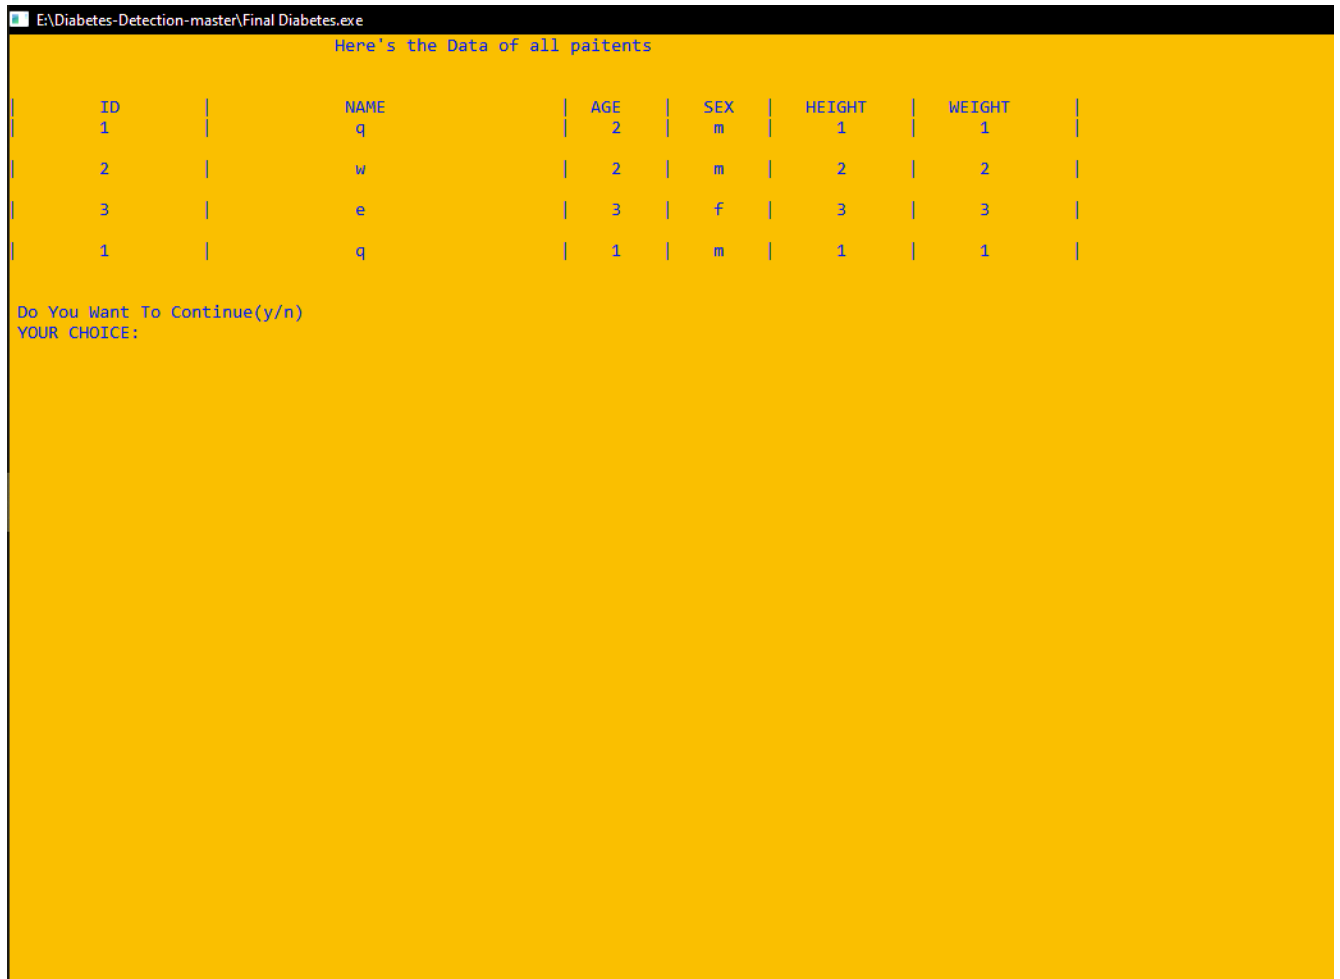 E:\Diabetes-Detection-master\Final Diabetes.exe
Here's the Data of all paitents
| ID | NAME | AGE | SEX | HEIGHT | WEIGHT |
| 1 | q | 2 | m | 1 | 1 |
| 2 | w | 2 | m | 2 | 2 |
| 3 | e | 3 | f | 3 | 3 |
| 1 | q | 1 | m | 1 | 1 |
Do You Want To Continue(y/n)
YOUR CHOICE: